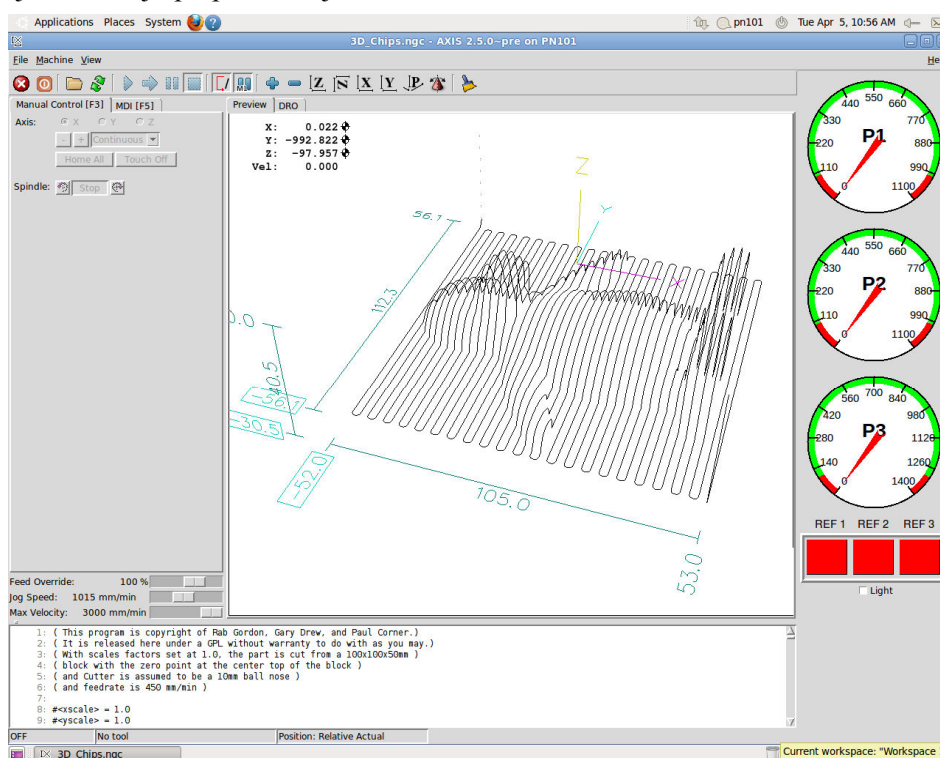 Applications Places System pn101 Tue Apr 5, 10:56 AM
3D_Chips.ngc - AXIS 2.5.0~pre on PN101
File Machine View
Manual Control [F3] MDI [F5] Preview DRO
Axis: X Y Z
- + Continuous
Home All Touch Off
Spindle: Stop
X: 0.022
Y: -992.822
Z: -97.957
Vel: 0.000
Z
Y
X
56.1
112.3
40.5
-56.1
-30.5
-52.0
105.0
53.0
P1
0 110 220 330 440 550 660 770 880 990 1100
P2
0 110 220 330 440 550 660 770 880 990 1100
P3
0 140 280 420 560 700 840 980 1120 1260 1400
REF 1 REF 2 REF 3
Light
Feed Override: 100 %
Jog Speed: 1015 mm/min
Max Velocity: 3000 mm/min
1: ( This program is copyright of Rab Gordon, Gary Drew, and Paul Corner.)
2: ( It is released here under a GPL without warranty to do with as you may.)
3: ( With scales factors set at 1.0, the part is cut from a 100x100x50mm )
4: ( block with the zero point at the center top of the block )
5: ( and Cutter is assumed to be a 10mm ball nose )
6: ( and feedrate is 450 mm/min )
7:
8: #<xscale> = 1.0
9: #<yscale> = 1.0
OFF No tool Position: Relative Actual
3D_Chips.ngc Current workspace: "Workspace